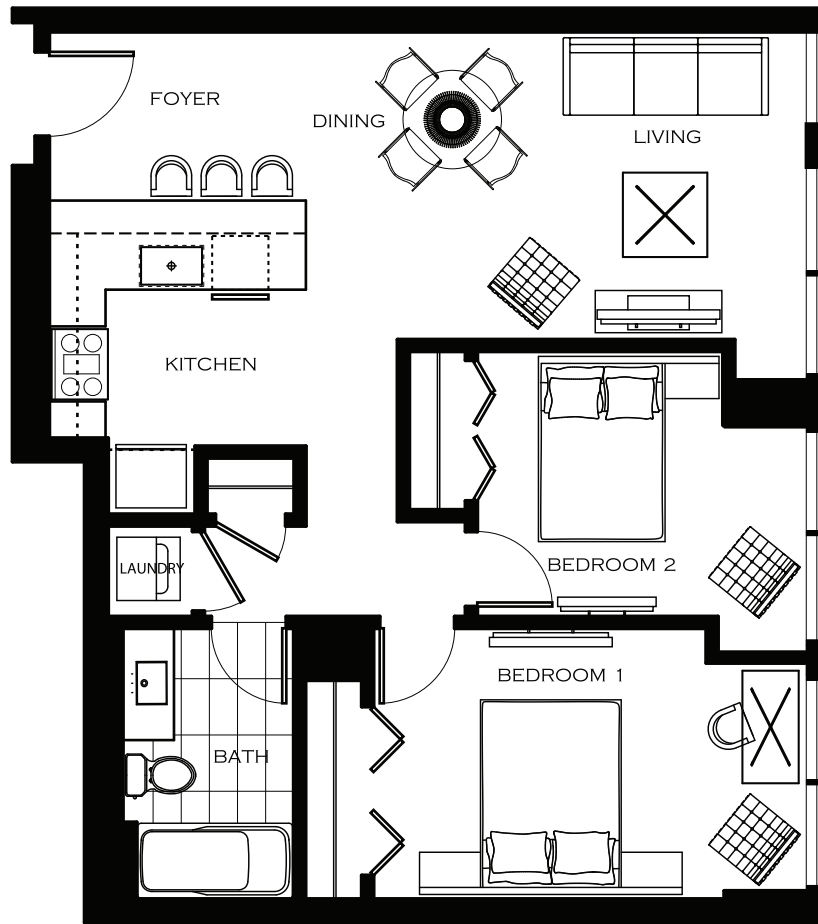 FOYER
DINING
LIVING
KITCHEN
LAUNDRY
BEDROOM 2
BEDROOM 1
BATH